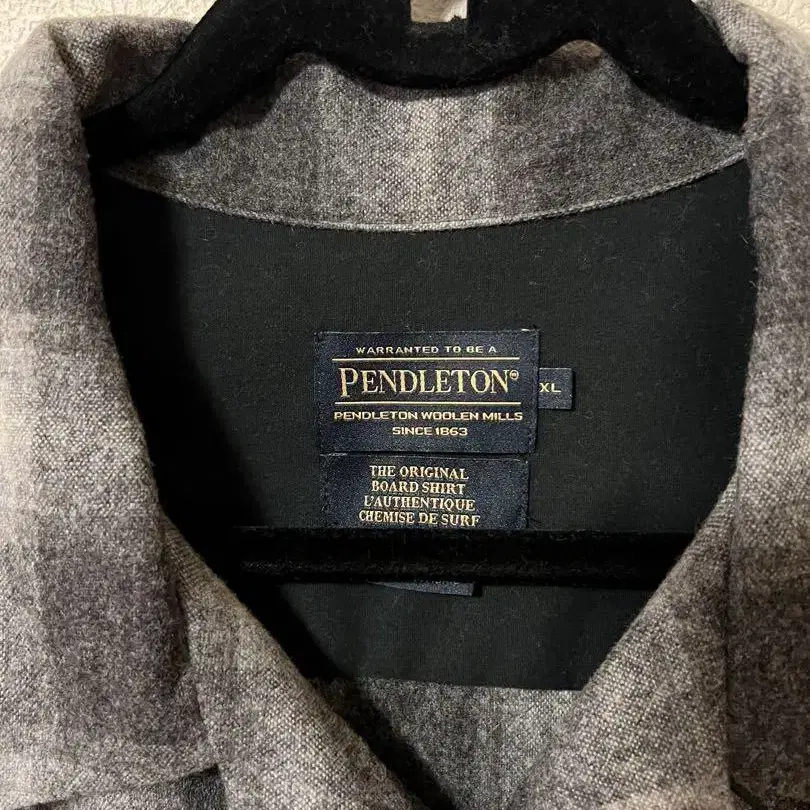 WARRANTED TO BE A
PENDLETON®
XL
PENDLETON WOOLEN MILLS
SINCE 1863
THE ORIGINAL
BOARD SHIRT
L'AUTHENTIQUE
CHEMISE DE SURF